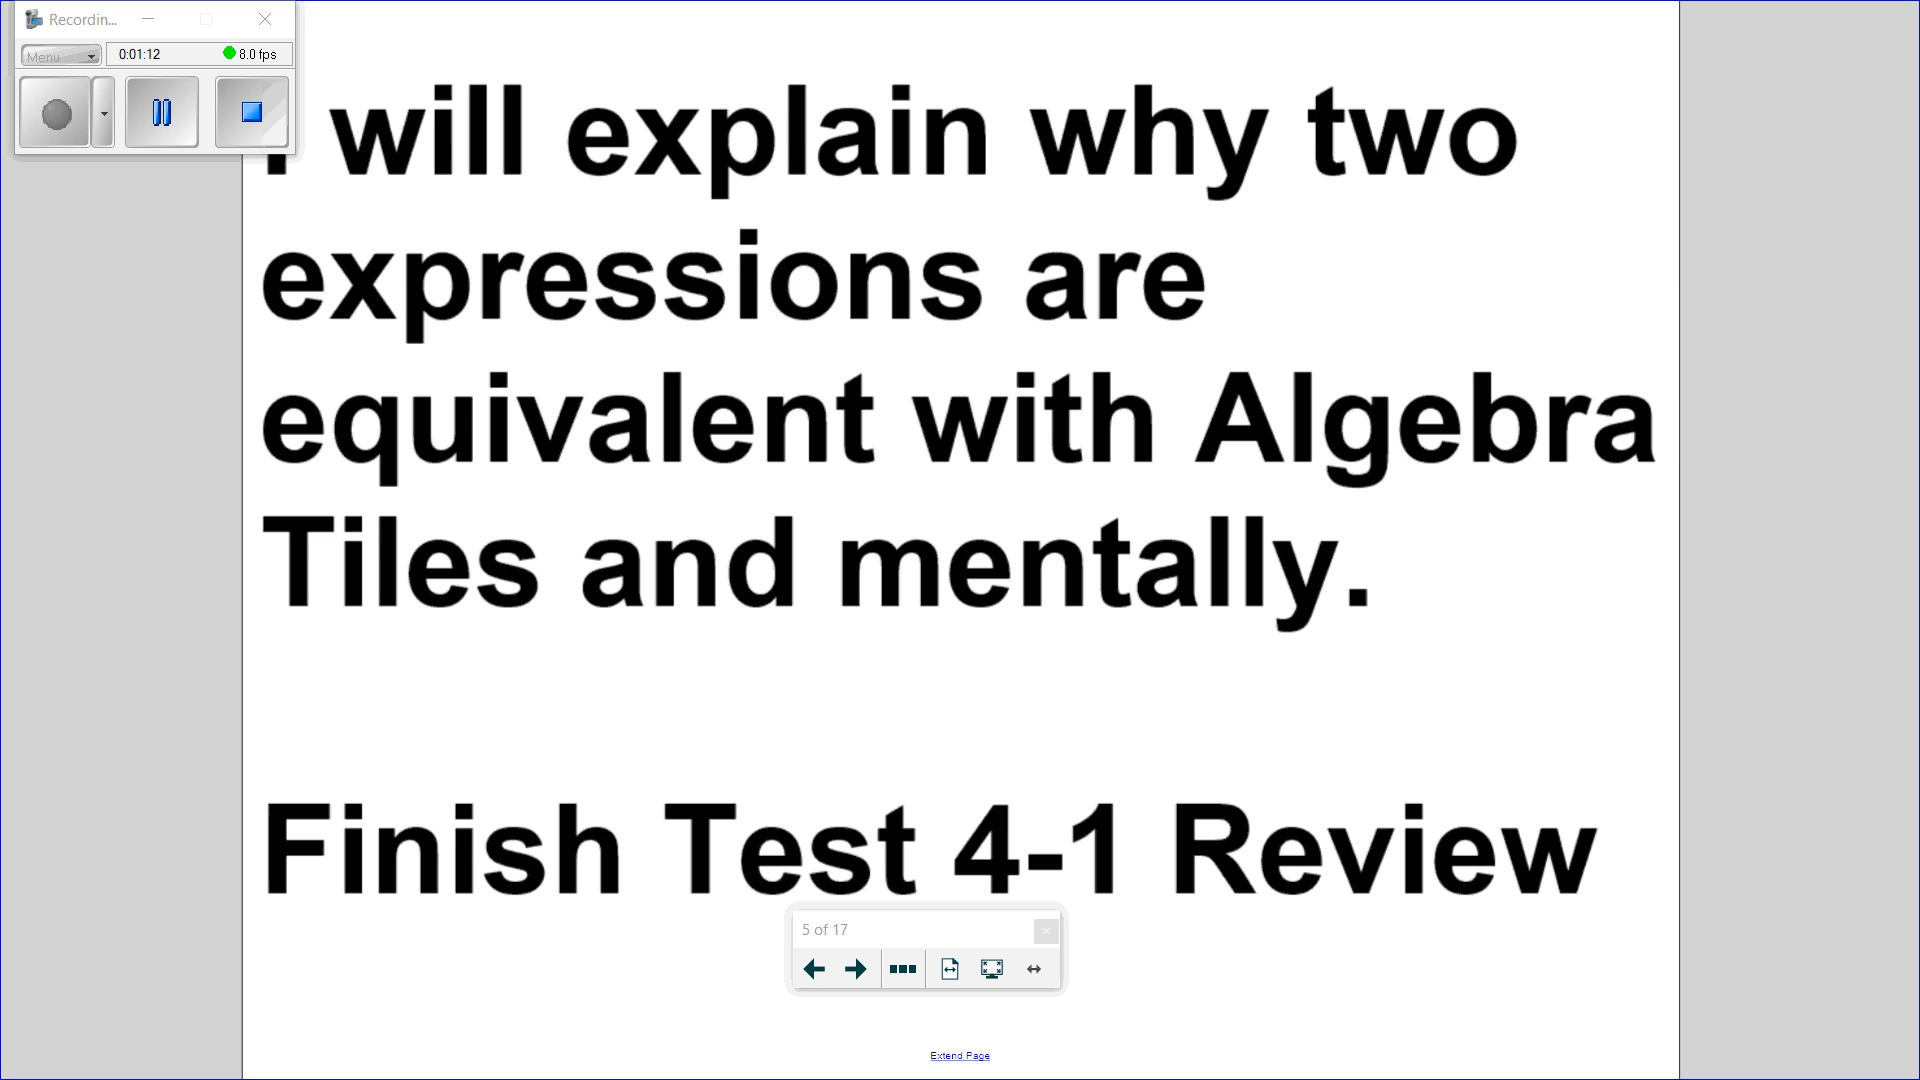 Recordin...
Menu
0:01:12
8.0 fps
I will explain why two
expressions are
equivalent with Algebra
Tiles and mentally.
Finish Test 4-1 Review
5 of 17
Extend Page